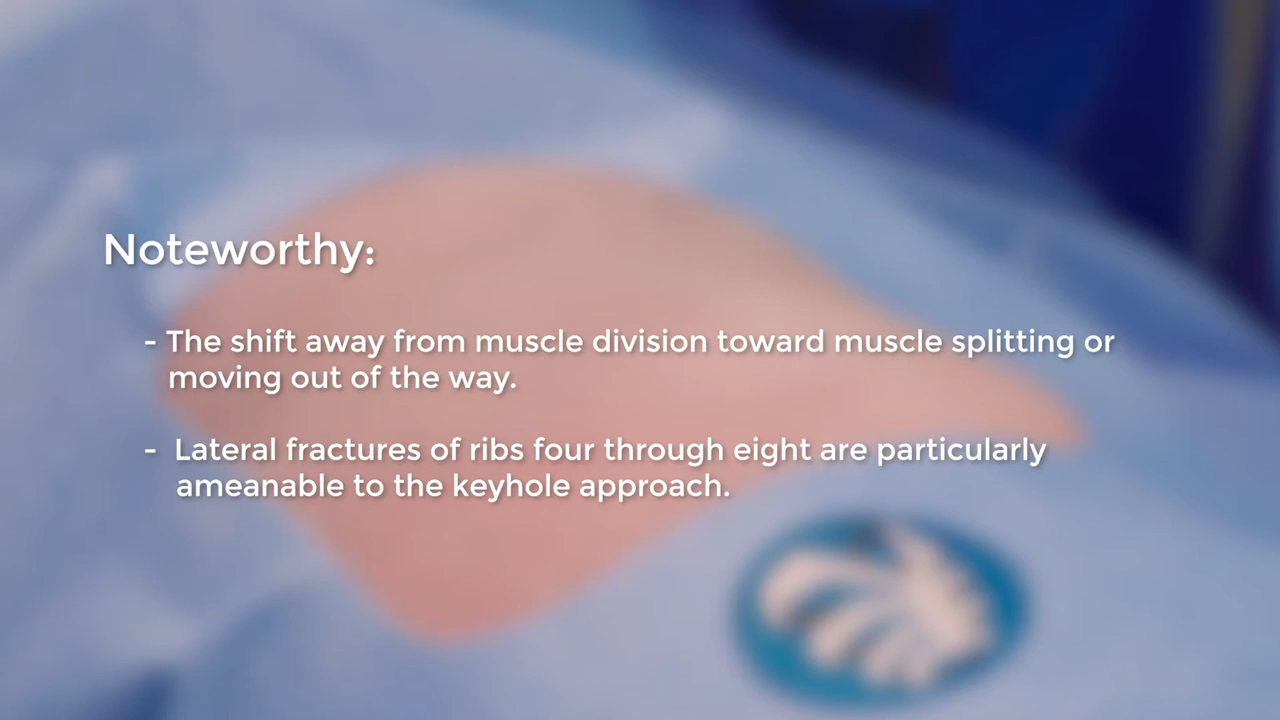 Noteworthy:
- The shift away from muscle division toward muscle splitting or
moving out of the way.
- Lateral fractures of ribs four through eight are particularly
ameanable to the keyhole approach.